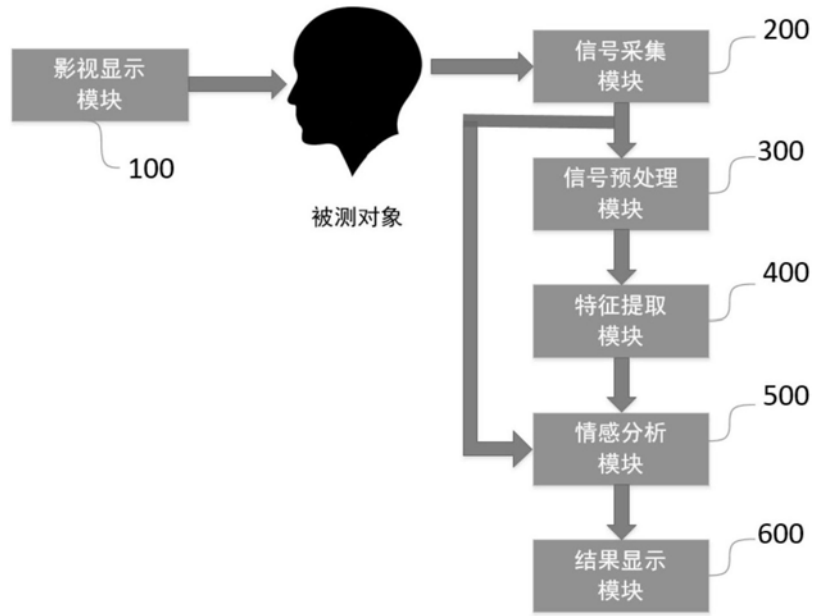 影视显示
模块
100
被测对象
信号采集
模块
200
信号预处理
模块
300
特征提取
模块
400
情感分析
模块
500
结果显示
模块
600